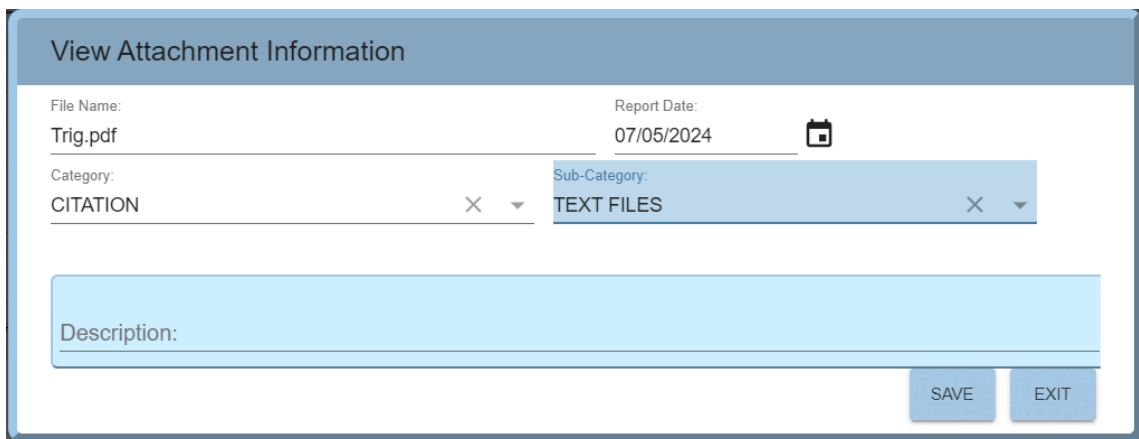 View Attachment Information
File Name:
Report Date:
Trig.pdf
07/05/2024
Category:
Sub-Category:
CITATION
TEXT FILES
Description:
SAVE
EXIT